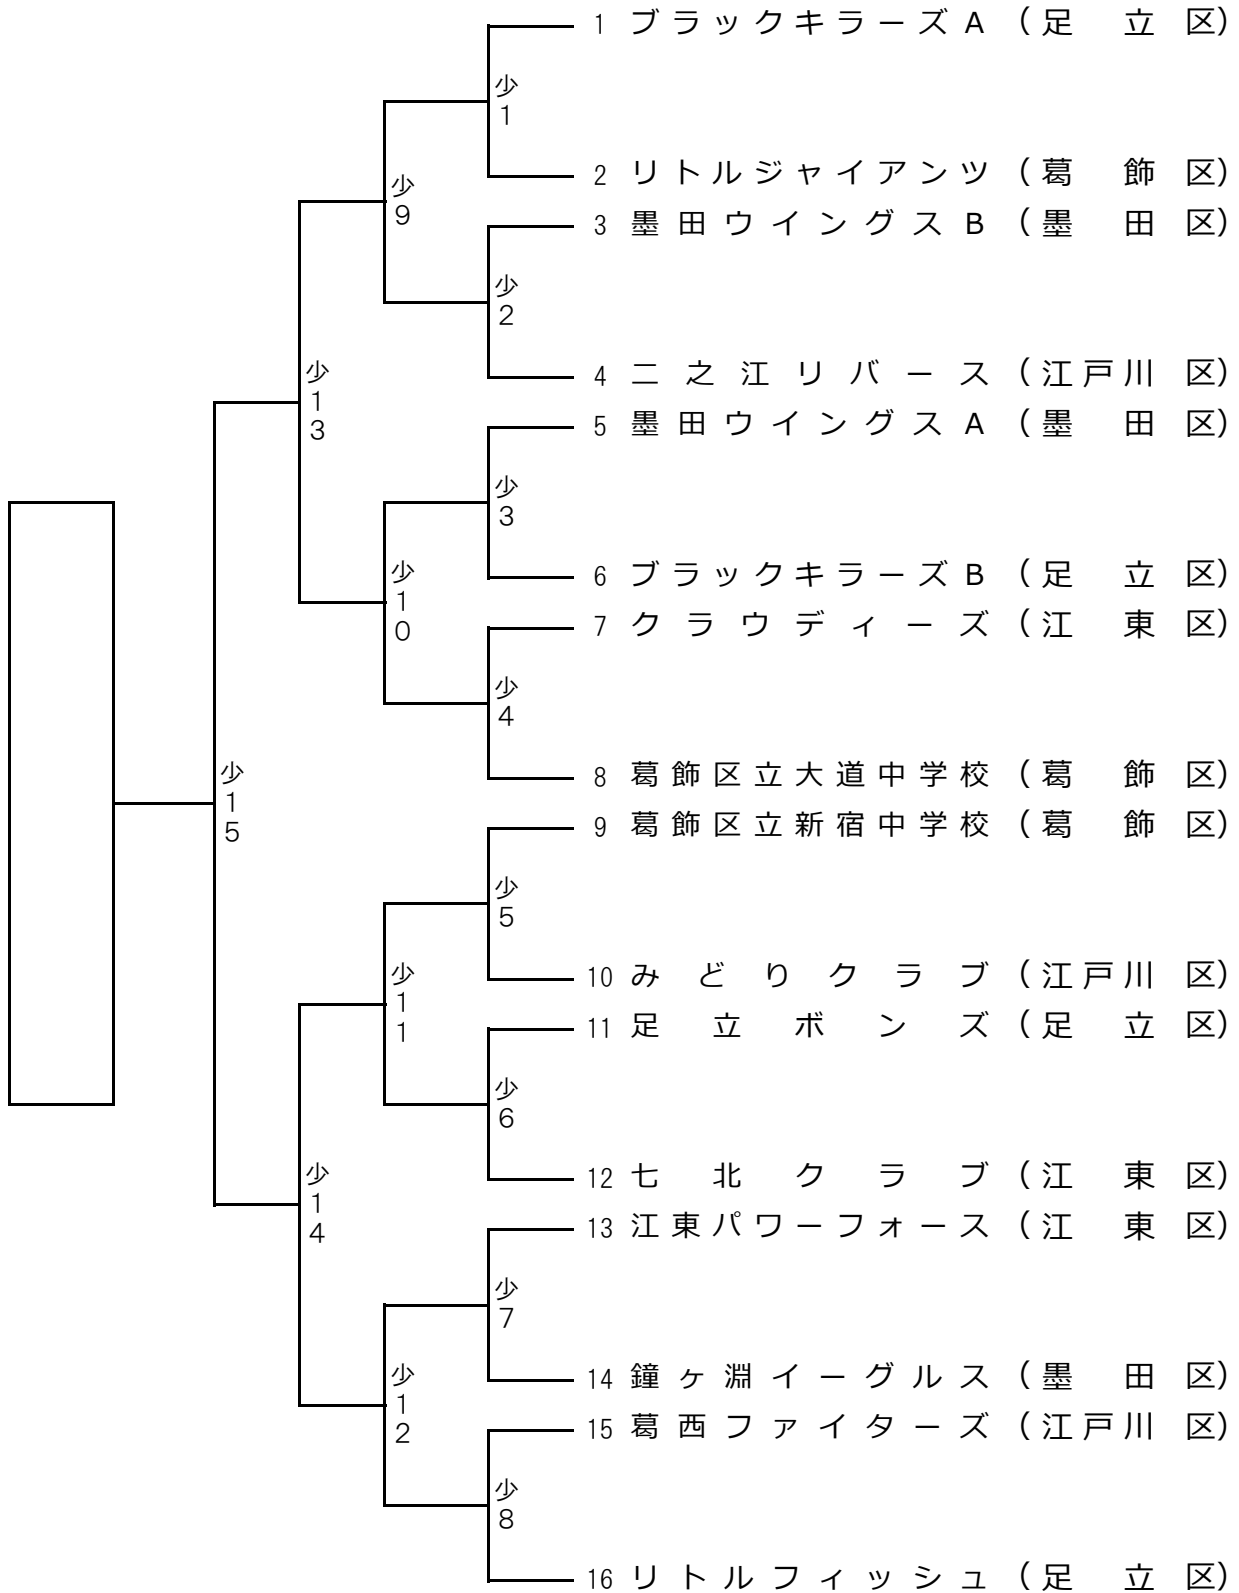 1 ブラックキラーズA (足立区)
少1
2 リトルジャイアンツ (葛飾区)
少9
3 墨田ウイングスB (墨田区)
少2
少13
4 二之江リバース (江戸川区)
5 墨田ウイングスA (墨田区)
少3
6 ブラックキラーズB (足立区)
少10
7 クラウディーズ (江東区)
少4
少15
8 葛飾区立大道中学校 (葛飾区)
9 葛飾区立新宿中学校 (葛飾区)
少5
10 みどりクラブ (江戸川区)
少11
11 足立ボンズ (足立区)
少6
12 七北クラブ (江東区)
少14
13 江東パワーフォース (江東区)
少7
14 鐘ヶ淵イーグルス (墨田区)
少12
15 葛西ファイターズ (江戸川区)
少8
16 リトルフィッシュ (足立区)